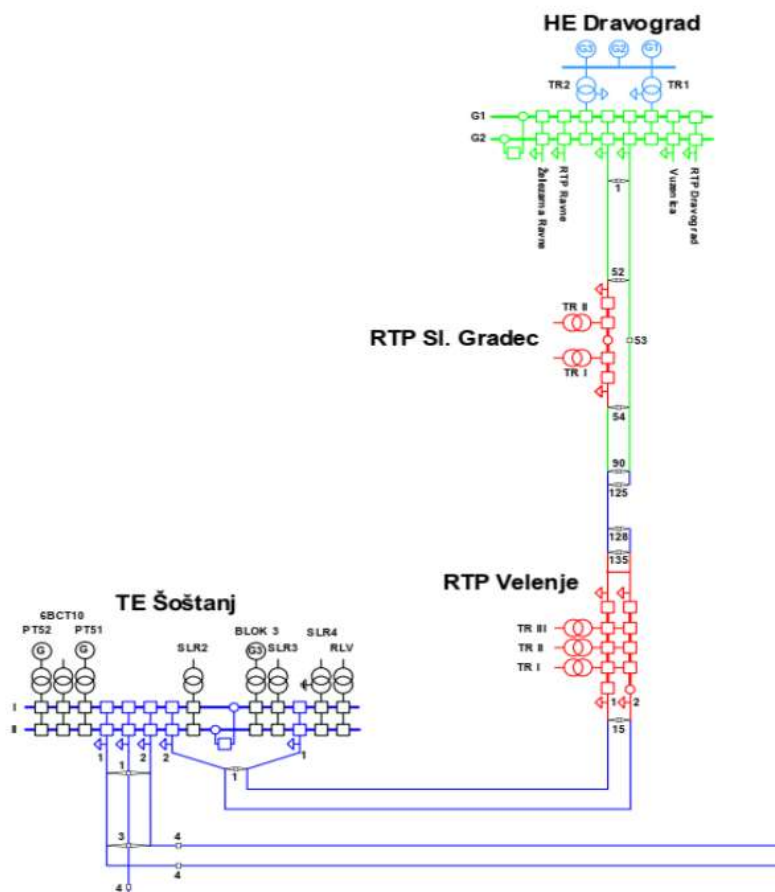 HE Dravograd
G3 G2 G1
TR2 TR1
G1
G2
Železarna Ravne
RTP Ravne
Vuzenica
RTP Dravograd
1
52
TR II
RTP Sl. Gradec
53
TR I
54
90
125
128
135
RTP Velenje
TR III
TR II
TR I
1 2
15
TE Šoštanj
6BCT10
PT52 PT51
G G
SLR2
BLOK 3
G3
SLR3
SLR4
RLV
I
II
1 2 2 1
1 1
3 4
4
4